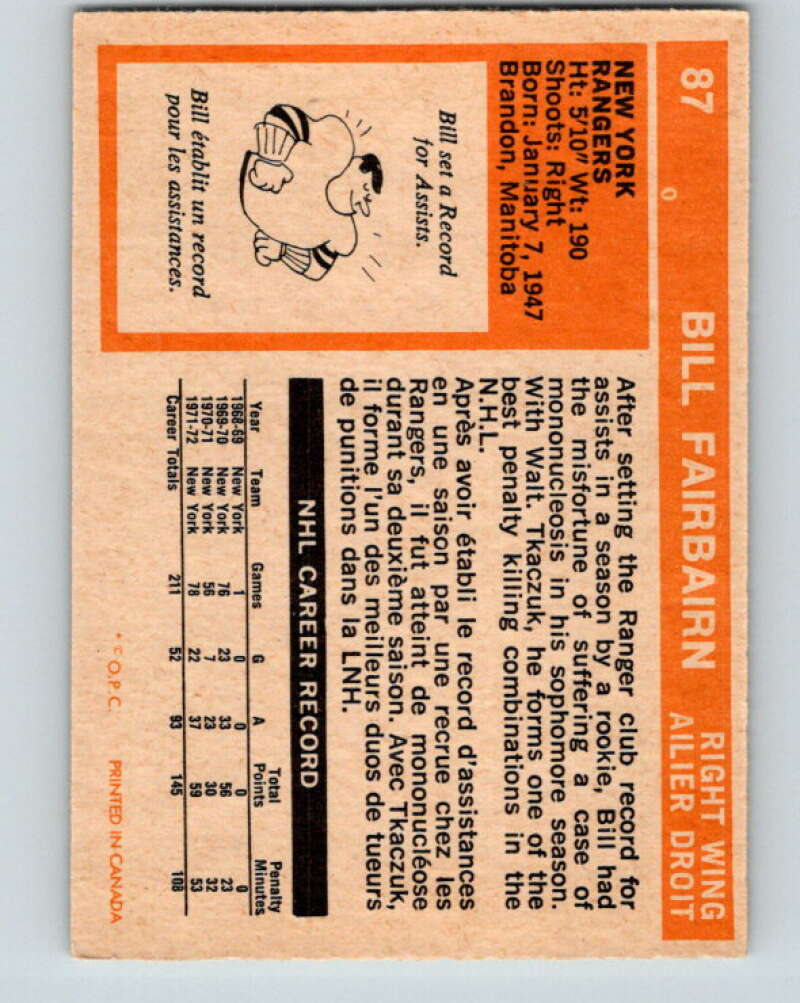 87
BILL FAIRBAIRN
RIGHT WING
AILIER DROIT
NEW YORK
RANGERS
Ht: 5'10" Wt: 190
Shoots: Right
Born: January 7, 1947
Brandon, Manitoba
Bill set a Record
for Assists.
Bill établit un record
pour les assistances.
After setting the Ranger club record for
assists in a season by a rookie, Bill had
the misfortune of suffering a case of
mononucleosis in his sophomore season.
With Walt. Tkaczuk, he forms one of the
best penalty killing combinations in the
N.H.L.
Après avoir établi le record d'assistances
en une saison par une recrue chez les
Rangers, il fut atteint de mononucléose
durant sa deuxième saison. Avec Tkaczuk,
il forme l'un des meilleurs duos de tueurs
de punitions dans la LNH.
NHL CAREER RECORD
Year Team Games G A Total Points Penalty Minutes
1968-69 New York 1 0 0 0 0
1969-70 New York 76 23 33 56 23
1970-71 New York 56 7 23 30 32
1971-72 New York 78 22 37 59 53
Career Totals 211 52 93 145 108
* © O.P.C. PRINTED IN CANADA